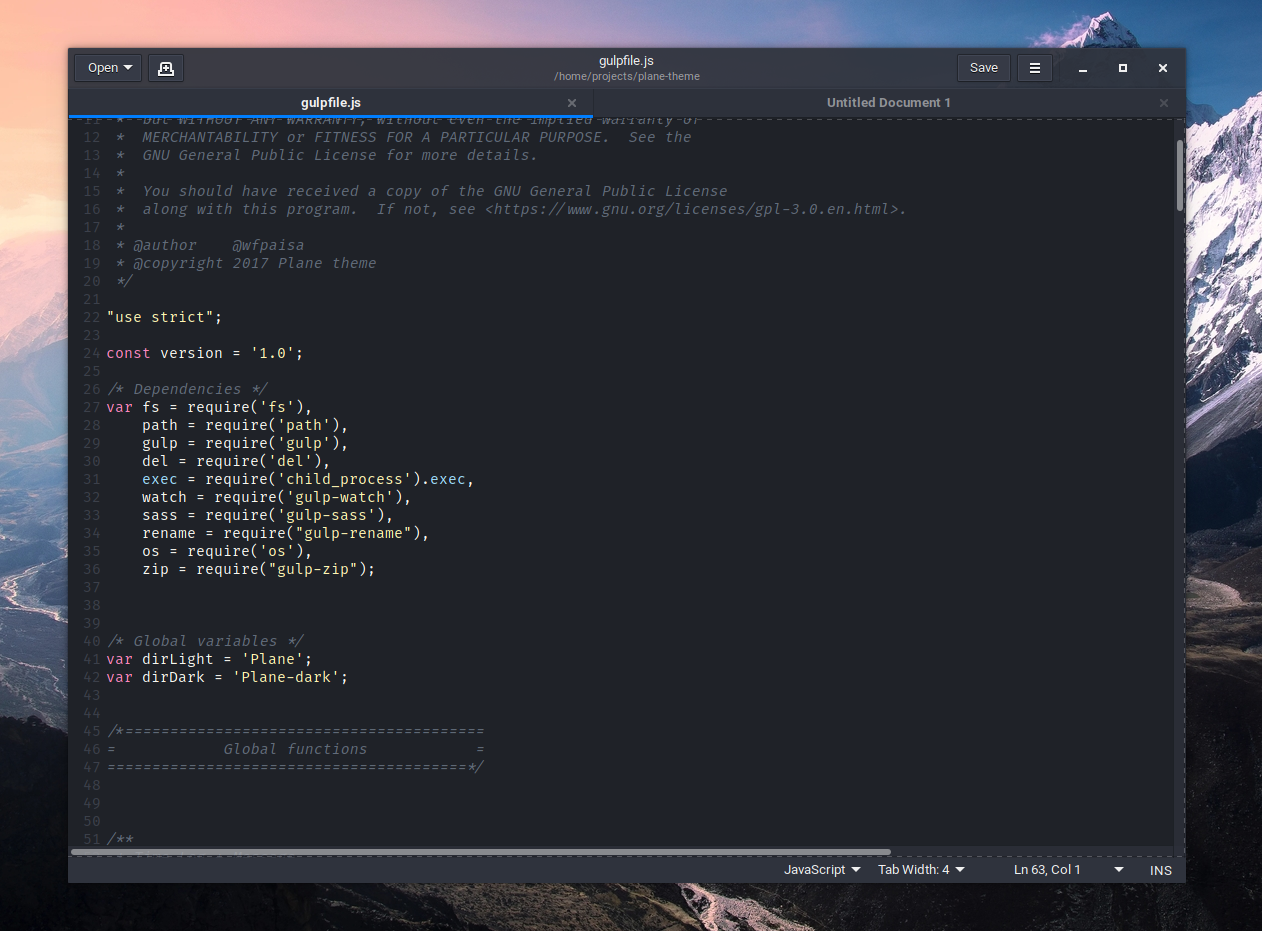 Open
gulpfile.js
/home/projects/plane-theme
Save
gulpfile.js
Untitled Document 1
11 * but WITHOUT ANY WARRANTY; without even the implied warranty of
12 *  MERCHANTABILITY or FITNESS FOR A PARTICULAR PURPOSE.  See the
13 *  GNU General Public License for more details.
14 *
15 *  You should have received a copy of the GNU General Public License
16 *  along with this program.  If not, see <https://www.gnu.org/licenses/gpl-3.0.en.html>.
17 *
18 * @author    @wfpaisa
19 * @copyright 2017 Plane theme
20 */
21
22 "use strict";
23
24 const version = '1.0';
25
26 /* Dependencies */
27 var fs = require('fs'),
28     path = require('path'),
29     gulp = require('gulp'),
30     del = require('del'),
31     exec = require('child_process').exec,
32     watch = require('gulp-watch'),
33     sass = require('gulp-sass'),
34     rename = require("gulp-rename"),
35     os = require('os'),
36     zip = require("gulp-zip");
37
38
39
40 /* Global variables */
41 var dirLight = 'Plane';
42 var dirDark = 'Plane-dark';
43
44
45 /*========================================
46 =            Global functions            =
47 ========================================*/
48
49
50
51 /**
JavaScript Tab Width: 4 Ln 63, Col 1 INS